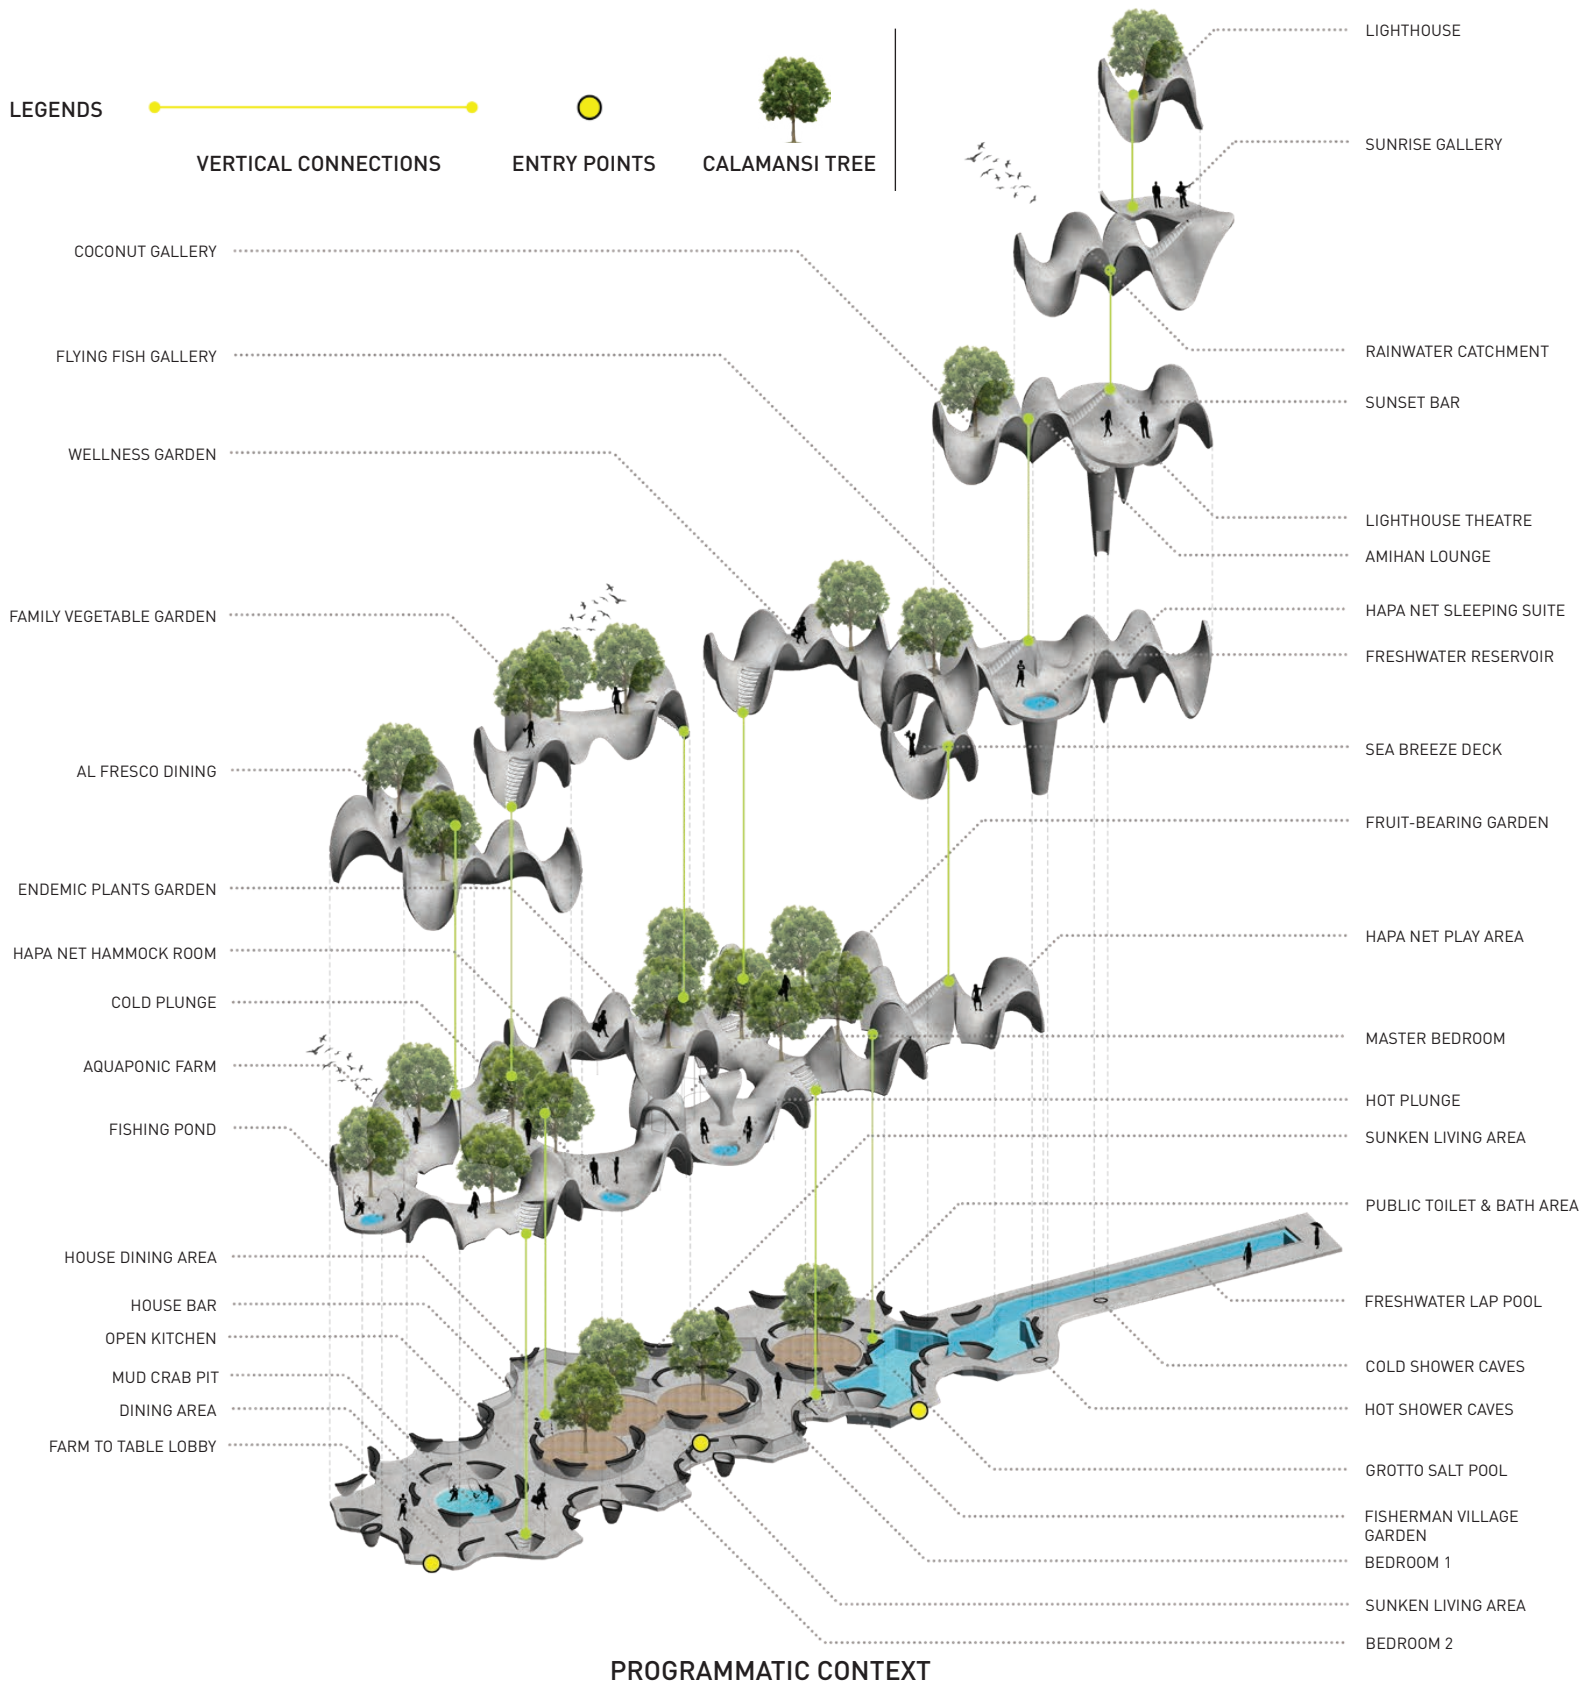 LEGENDS
VERTICAL CONNECTIONS
ENTRY POINTS
CALAMANSI TREE
COCONUT GALLERY
FLYING FISH GALLERY
WELLNESS GARDEN
FAMILY VEGETABLE GARDEN
AL FRESCO DINING
ENDEMIC PLANTS GARDEN
HAPA NET HAMMOCK ROOM
COLD PLUNGE
AQUAPONIC FARM
FISHING POND
HOUSE DINING AREA
HOUSE BAR
OPEN KITCHEN
MUD CRAB PIT
DINING AREA
FARM TO TABLE LOBBY
LIGHTHOUSE
SUNRISE GALLERY
RAINWATER CATCHMENT
SUNSET BAR
LIGHTHOUSE THEATRE
AMIHAN LOUNGE
HAPA NET SLEEPING SUITE
FRESHWATER RESERVOIR
SEA BREEZE DECK
FRUIT-BEARING GARDEN
HAPA NET PLAY AREA
MASTER BEDROOM
HOT PLUNGE
SUNKEN LIVING AREA
PUBLIC TOILET & BATH AREA
FRESHWATER LAP POOL
COLD SHOWER CAVES
HOT SHOWER CAVES
GROTTO SALT POOL
FISHERMAN VILLAGE
GARDEN
BEDROOM 1
SUNKEN LIVING AREA
BEDROOM 2
PROGRAMMATIC CONTEXT